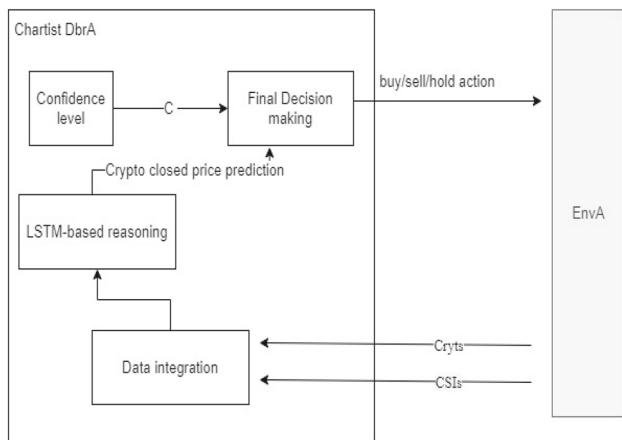 Chartist DbrA
Confidence
level
C
Final Decision
making
buy/sell/hold action
Crypto closed price prediction
LSTM-based reasoning
EnvA
Data integration
Cryts
CSIs